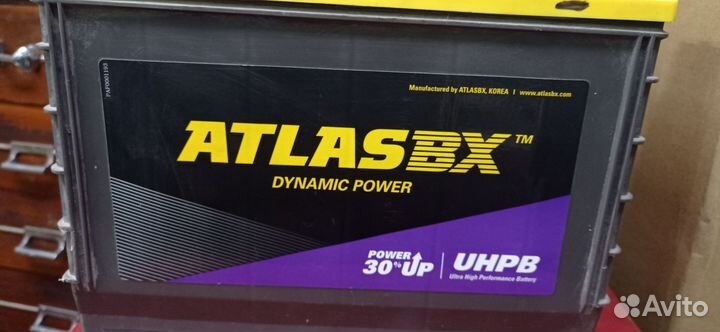 PAF0001193
Manufactured by ATLASBX, KOREA | www.atlasbx.com
ATLASBX™
DYNAMIC POWER
POWER
30% UP
UHPB
Ultra High Performance Battery
Avito